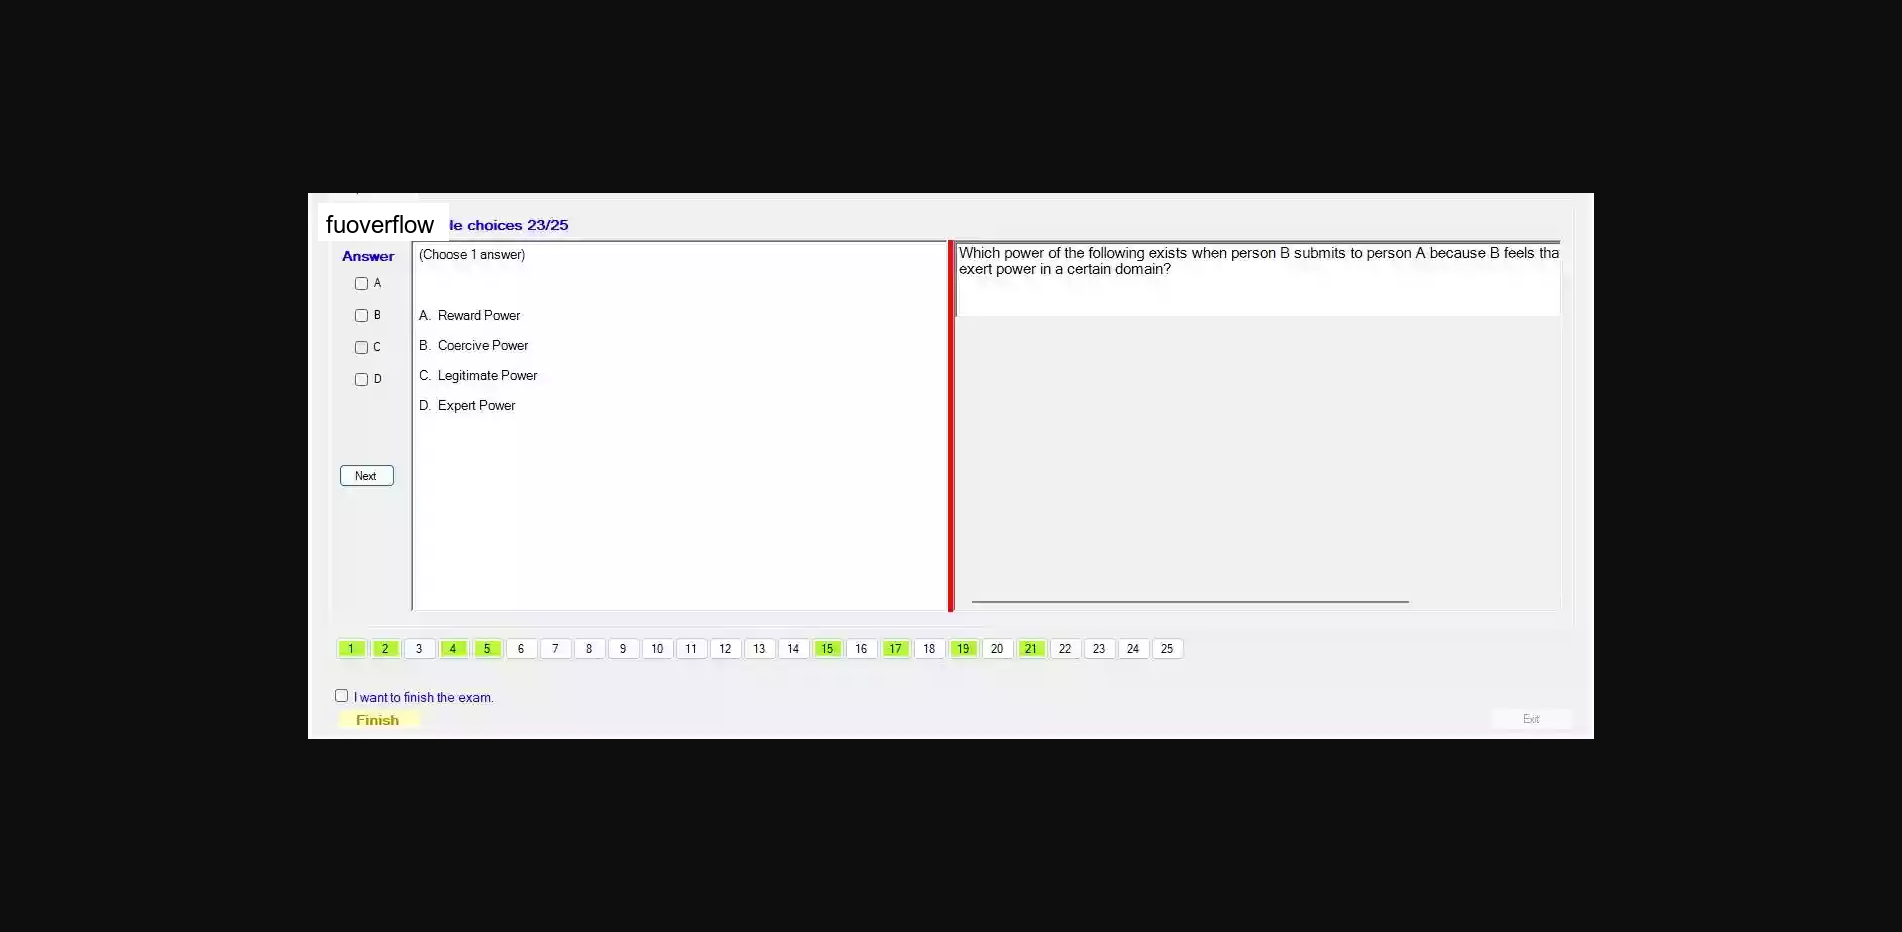 fuoverflow
le choices 23/25
Answer
A
B
C
D
Next
(Choose 1 answer)
A. Reward Power
B. Coercive Power
C. Legitimate Power
D. Expert Power
Which power of the following exists when person B submits to person A because B feels tha
exert power in a certain domain?
1 2 3 4 5 6 7 8 9 10 11 12 13 14 15 16 17 18 19 20 21 22 23 24 25
I want to finish the exam.
Finish
Exit